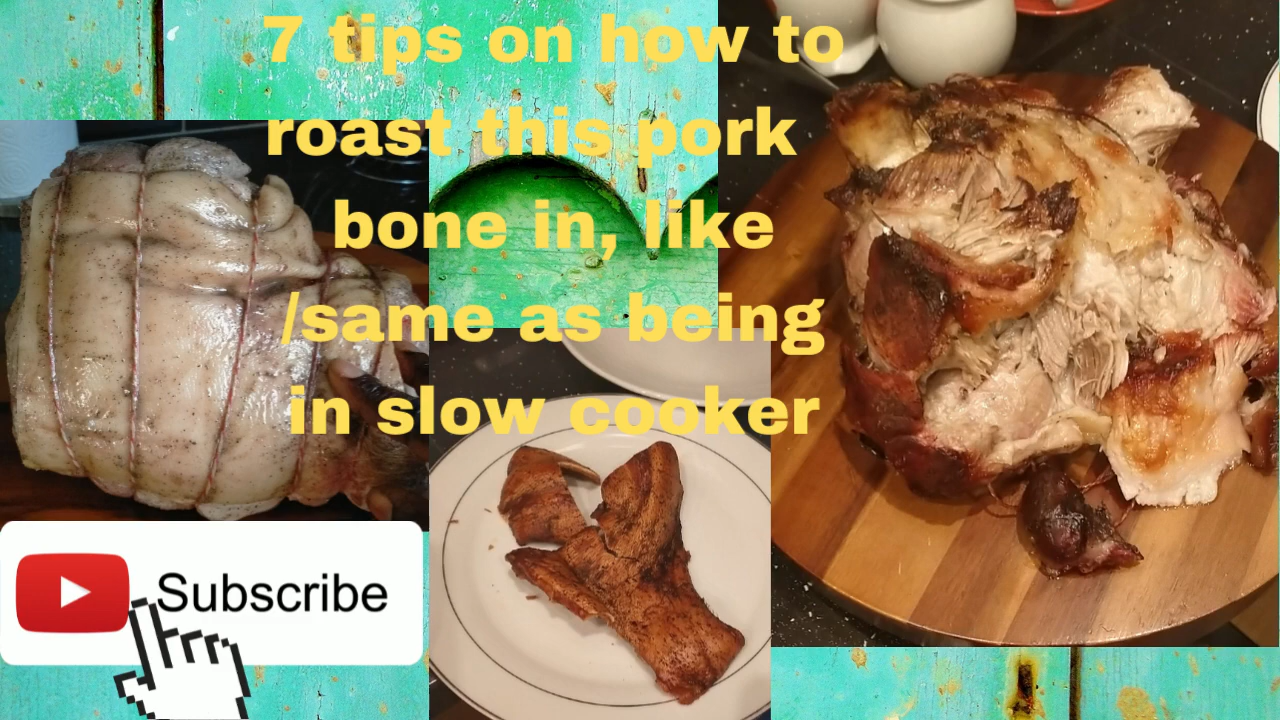 7 tips on how to
roast this pork
bone in, like
/same as being
in slow cooker
Subscribe